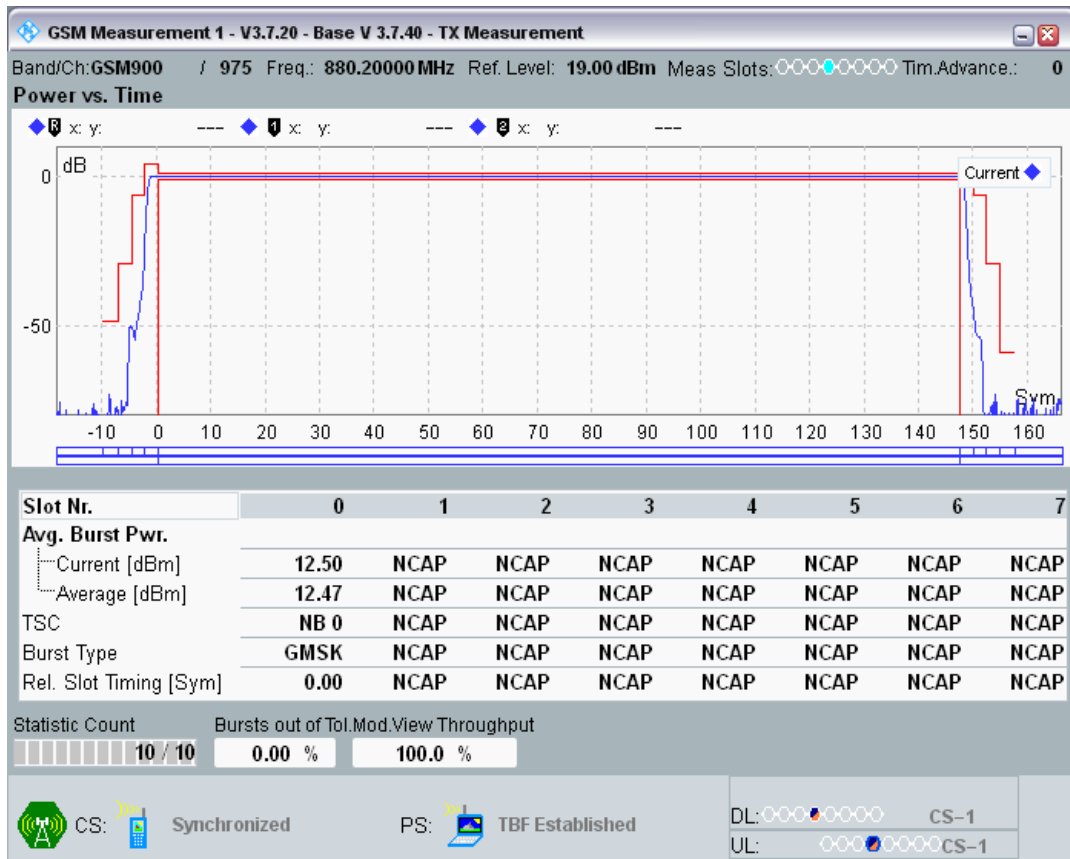 GSM Measurement 1 - V3.7.20 - Base V 3.7.40 - TX Measurement
Band/Ch:GSM900 / 975 Freq.: 880.20000 MHz Ref. Level: 19.00 dBm Meas Slots: Tim.Advance.: 0
Power vs. Time
R x: y: --- 1 x: y: --- 2 x: y: ---
dB
Current
0
-50
Sym
-10 0 10 20 30 40 50 60 70 80 90 100 110 120 130 140 150 160
Slot Nr. 0 1 2 3 4 5 6 7
Avg. Burst Pwr.
Current [dBm] 12.50 NCAP NCAP NCAP NCAP NCAP NCAP NCAP
Average [dBm] 12.47 NCAP NCAP NCAP NCAP NCAP NCAP NCAP
TSC NB 0 NCAP NCAP NCAP NCAP NCAP NCAP NCAP
Burst Type GMSK NCAP NCAP NCAP NCAP NCAP NCAP NCAP
Rel. Slot Timing [Sym] 0.00 NCAP NCAP NCAP NCAP NCAP NCAP NCAP
Statistic Count Bursts out of Tol. Mod.View Throughput
10 / 10 0.00 % 100.0 %
CS: Synchronized PS: TBF Established DL: CS-1
UL: CS-1